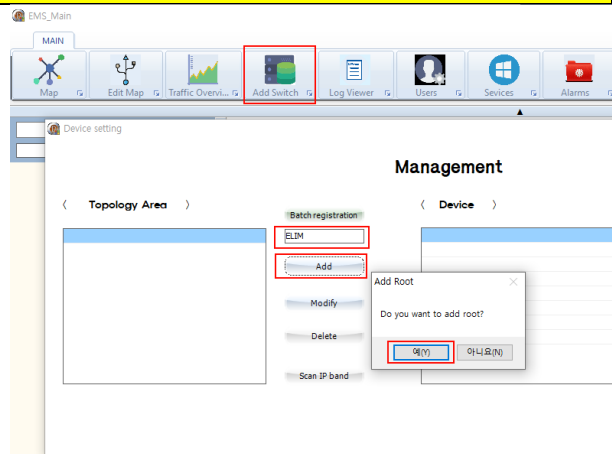 EMS_Main
MAIN
Map
Edit Map
Traffic Overvi...
Add Switch
Log Viewer
Users
Sevices
Alarms
Device setting
Management
〈 Topology Area 〉
Batch registration
〈 Device 〉
ELIM
Add
Add Root
Do you want to add root?
Modify
Delete
예(Y)
아니요(N)
Scan IP band